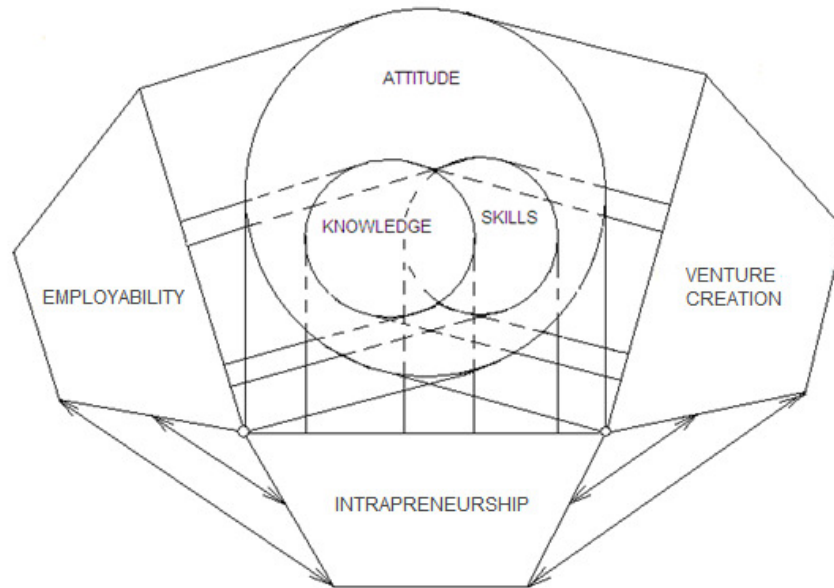 ATTITUDE
KNOWLEDGE
SKILLS
EMPLOYABILITY
VENTURE
CREATION
INTRAPRENEURSHIP